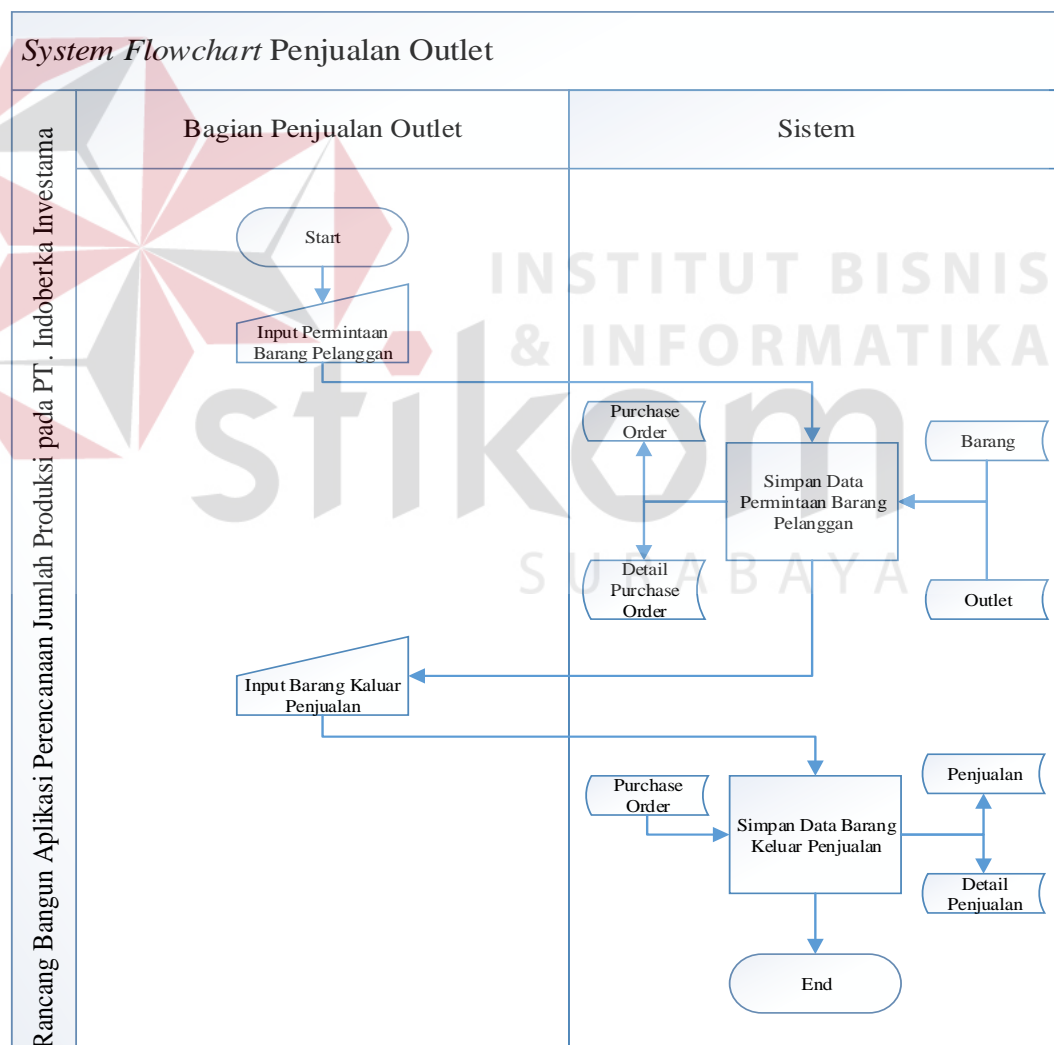 System Flowchart Penjualan Outlet
Rancang Bangun Aplikasi Perencanaan Jumlah Produksi pada PT. Indoberka Investama
Bagian Penjualan Outlet
Sistem
Start
Input Permintaan
Barang Pelanggan
Purchase
Order
Simpan Data
Permintaan Barang
Pelanggan
Barang
Detail
Purchase
Order
Outlet
Input Barang Kaluar
Penjualan
Purchase
Order
Simpan Data Barang
Keluar Penjualan
Penjualan
Detail
Penjualan
End
INSTITUT BISNIS
& INFORMATIKA
stikom
SURABAYA